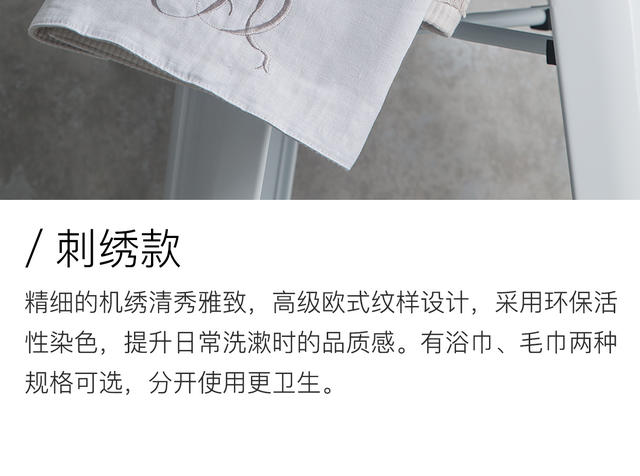 / 刺绣款
精细的机绣清秀雅致，高级欧式纹样设计，采用环保活
性染色，提升日常洗漱时的品质感。有浴巾、毛巾两种
规格可选，分开使用更卫生。